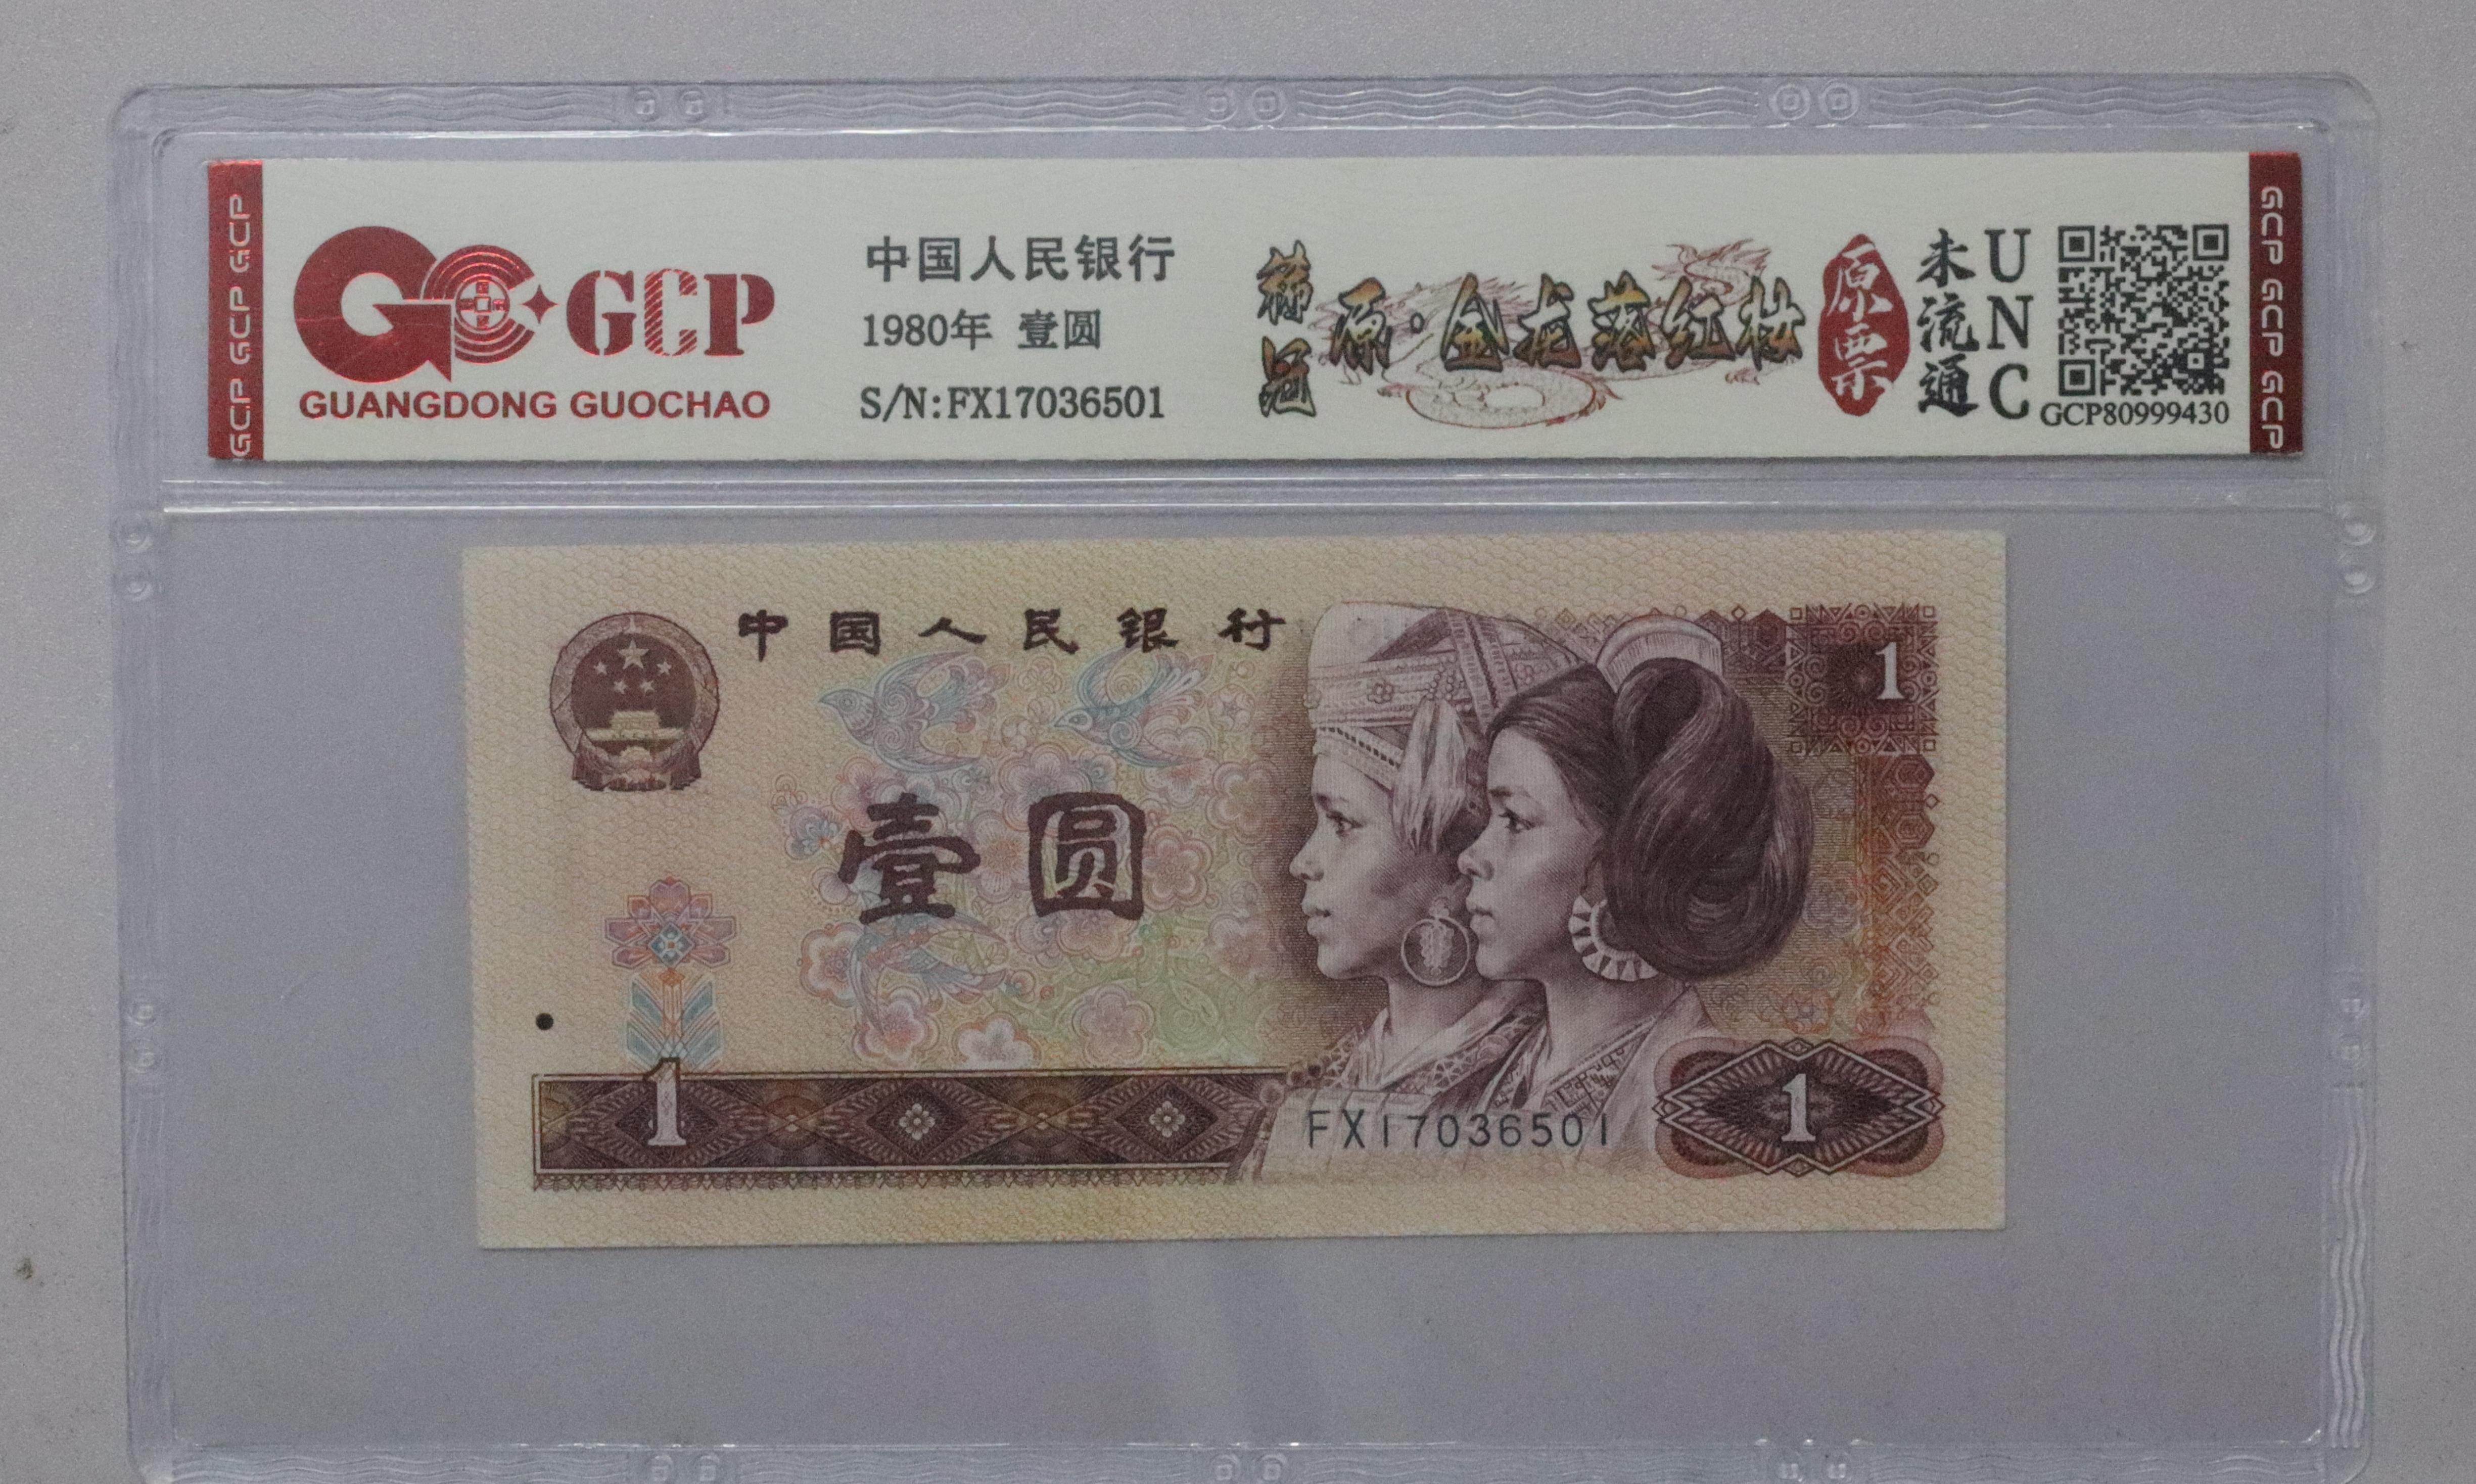 GCP GCP GCP
GCP
GUANGDONG GUOCHAO
中国人民银行
1980年 壹圆
S/N:FX17036501
冠
原·金龙落红妆
原票
未流通
UNC
GCP80999430
GCP GCP GCP
中国人民银行
1
壹圆
1
FX17036501
1